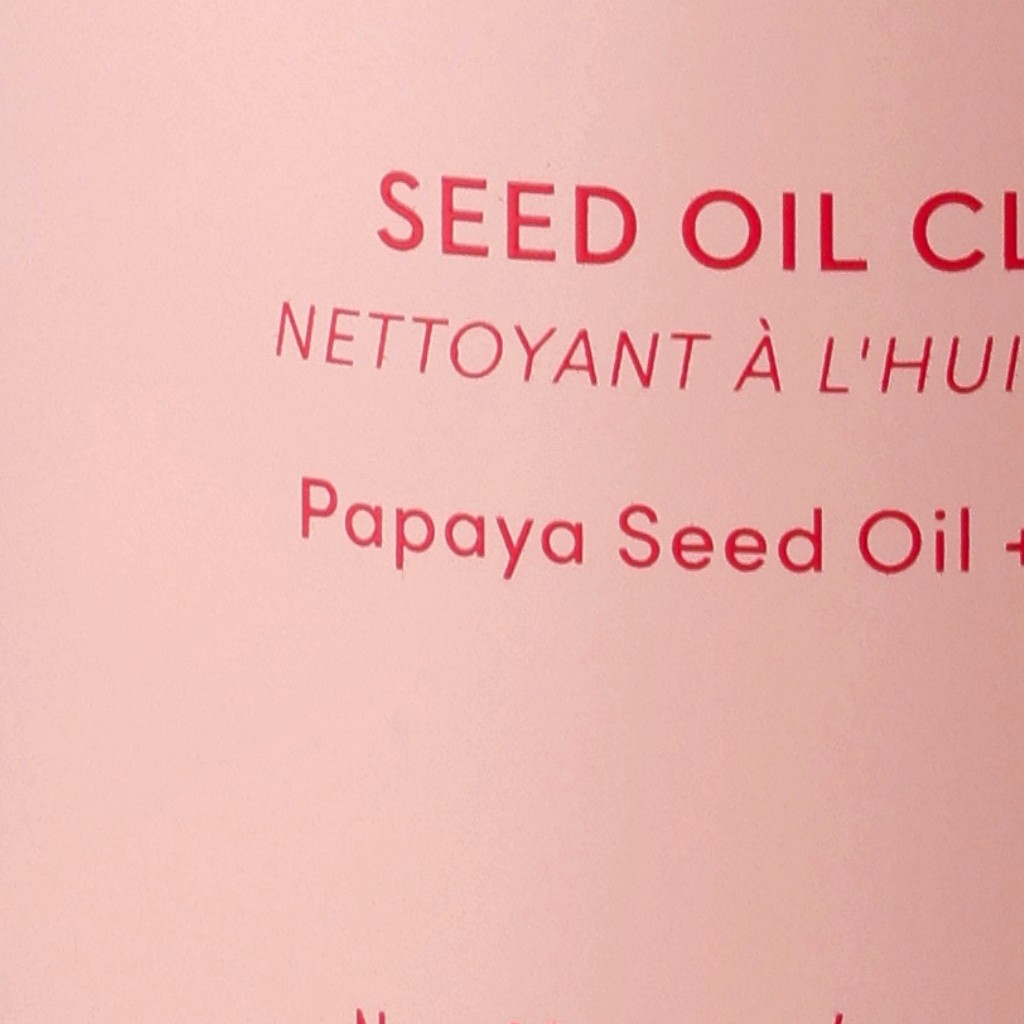 SEED OIL CL
NETTOYANT À L'HUI
Papaya Seed Oil +